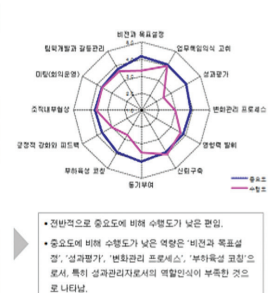 비전과 목표설정
팀워개발과 갈등관리
업무책임의식 고취
미팅(회의운영)
성과평가
조직내부협상
변화관리 프로세스
긍정적 강화와 피드백
영향력 발휘
부하육성 코칭
신뢰구축
동기부여
중요도
수행도
• 전반적으로 중요도에 비해 수행도가 낮은 편임.
• 중요도에 비해 수행도가 낮은 역량은 '비전과 목표설
정', '성과평가', '변화관리 프로세스', '부하육성 코칭'으
로서, 특히 성과관리자로서의 역할인식이 부족한 것으
로 나타남.